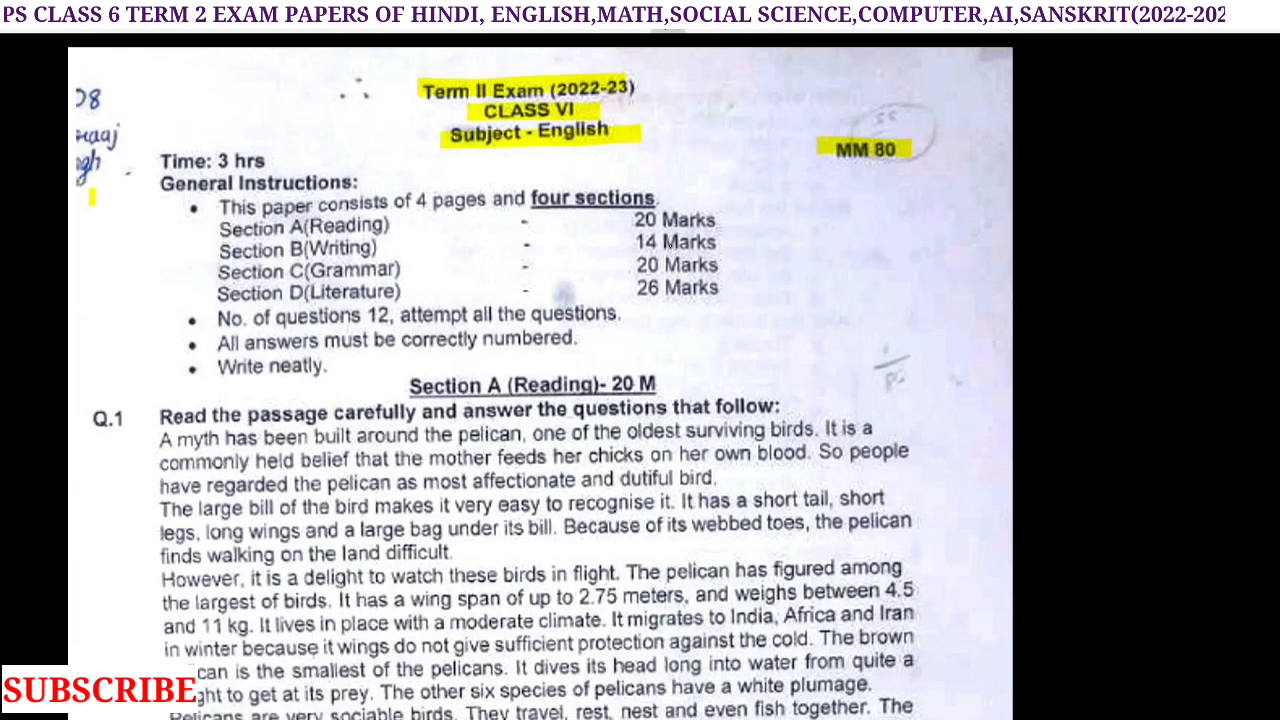 PS CLASS 6 TERM 2 EXAM PAPERS OF HINDI, ENGLISH,MATH,SOCIAL SCIENCE,COMPUTER,AI,SANSKRIT(2022-202
Term II Exam (2022-23)
CLASS VI
Subject - English
MM 80
Time: 3 hrs
General Instructions:
• This paper consists of 4 pages and four sections.
Section A(Reading) - 20 Marks
Section B(Writing) - 14 Marks
Section C(Grammar) - 20 Marks
Section D(Literature) - 26 Marks
• No. of questions 12, attempt all the questions.
• All answers must be correctly numbered.
• Write neatly.
Section A (Reading)- 20 M
Q.1 Read the passage carefully and answer the questions that follow:
A myth has been built around the pelican, one of the oldest surviving birds. It is a
commonly held belief that the mother feeds her chicks on her own blood. So people
have regarded the pelican as most affectionate and dutiful bird.
The large bill of the bird makes it very easy to recognise it. It has a short tail, short
legs, long wings and a large bag under its bill. Because of its webbed toes, the pelican
finds walking on the land difficult.
However, it is a delight to watch these birds in flight. The pelican has figured among
the largest of birds. It has a wing span of up to 2.75 meters, and weighs between 4.5
and 11 kg. It lives in place with a moderate climate. It migrates to India, Africa and Iran
in winter because it wings do not give sufficient protection against the cold. The brown
can is the smallest of the pelicans. It dives its head long into water from quite a
ght to get at its prey. The other six species of pelicans have a white plumage.
Pelicans are very sociable birds. They travel, rest, nest and even fish together. The
SUBSCRIBE